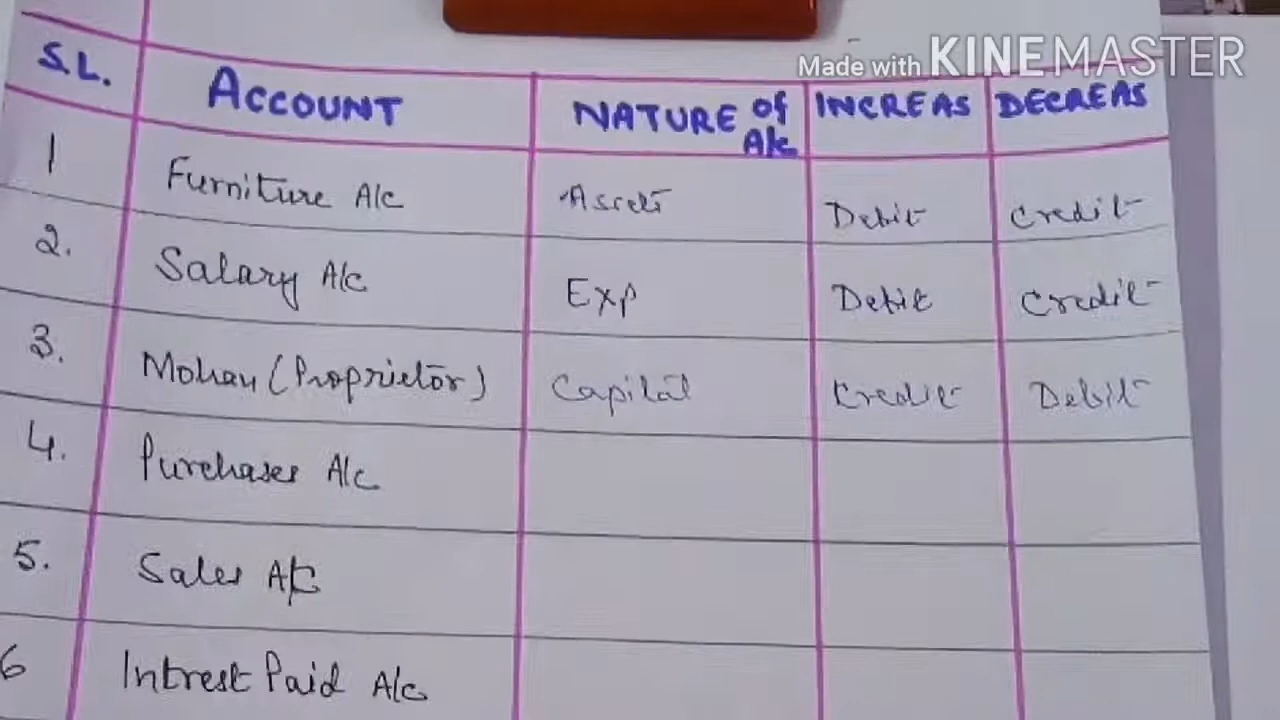 Made with KINEMASTER
S.L. ACCOUNT NATURE of A/c INCREAS DECREAS
1 Furniture A/c Assets Debit Credit
2. Salary A/c Exp Debit Credit
3. Mohan (Proprietor) Capital Credit Debit
4. Purchases A/c
5. Sales A/C
6 Intrest Paid A/c